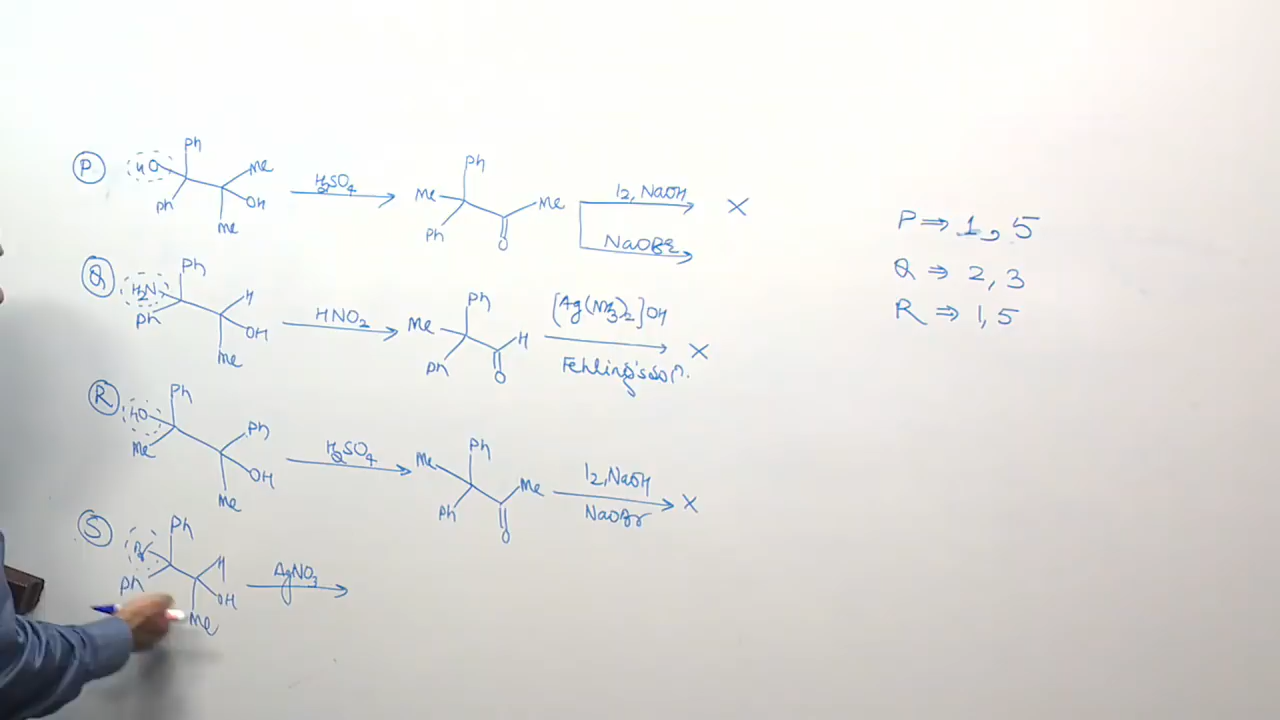 P HO Ph Ph Me OH Me H2SO4 Me Ph Ph Me O I2, NaOH NaOBr X
Q H2N Ph Ph H OH Me HNO2 Me Ph Ph H O [Ag(NH3)2]OH Fehling's soln. X
R HO Ph Me Ph OH Me H2SO4 Me Ph Ph Me O I2, NaOH NaOBr X
S Br Ph Ph H OH Me AgNO3
P ⇒ 1, 5
Q ⇒ 2, 3
R ⇒ 1, 5